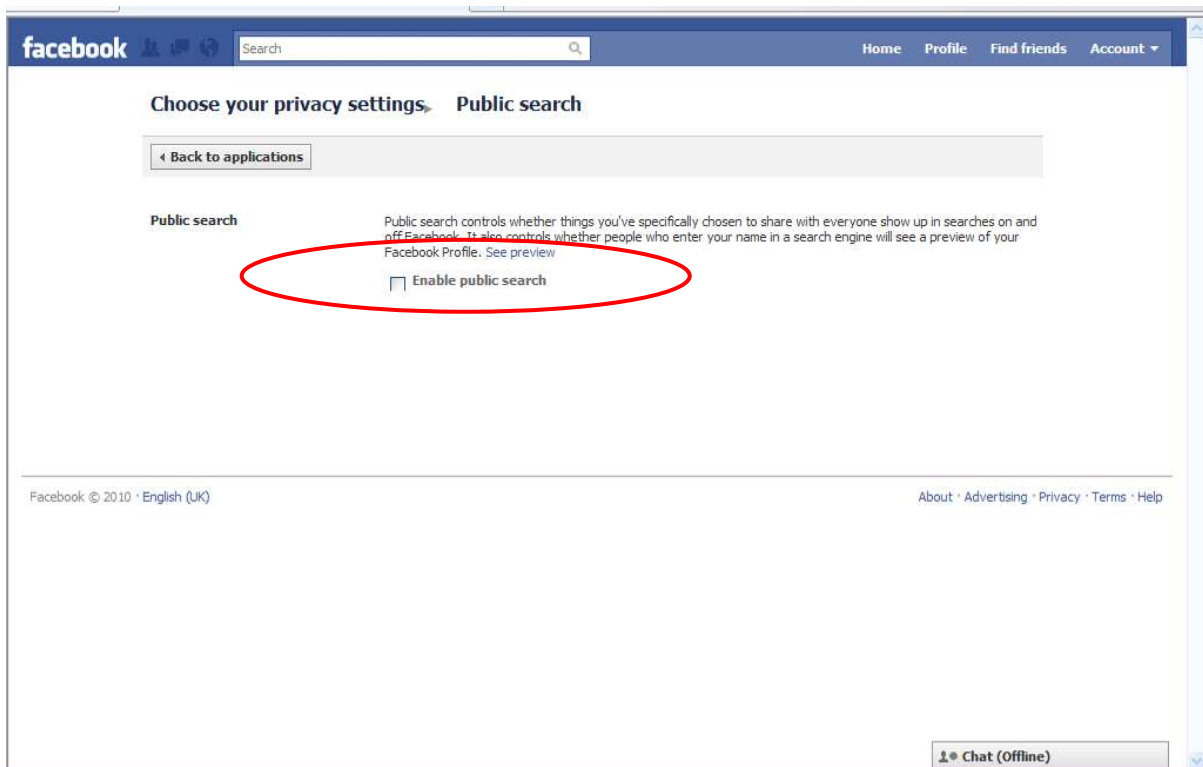 facebook Search Home Profile Find friends Account
Choose your privacy settings Public search
Back to applications
Public search
Public search controls whether things you've specifically chosen to share with everyone show up in searches on and
off Facebook. It also controls whether people who enter your name in a search engine will see a preview of your
Facebook Profile. See preview
Enable public search
Facebook © 2010 · English (UK) About · Advertising · Privacy · Terms · Help
Chat (Offline)